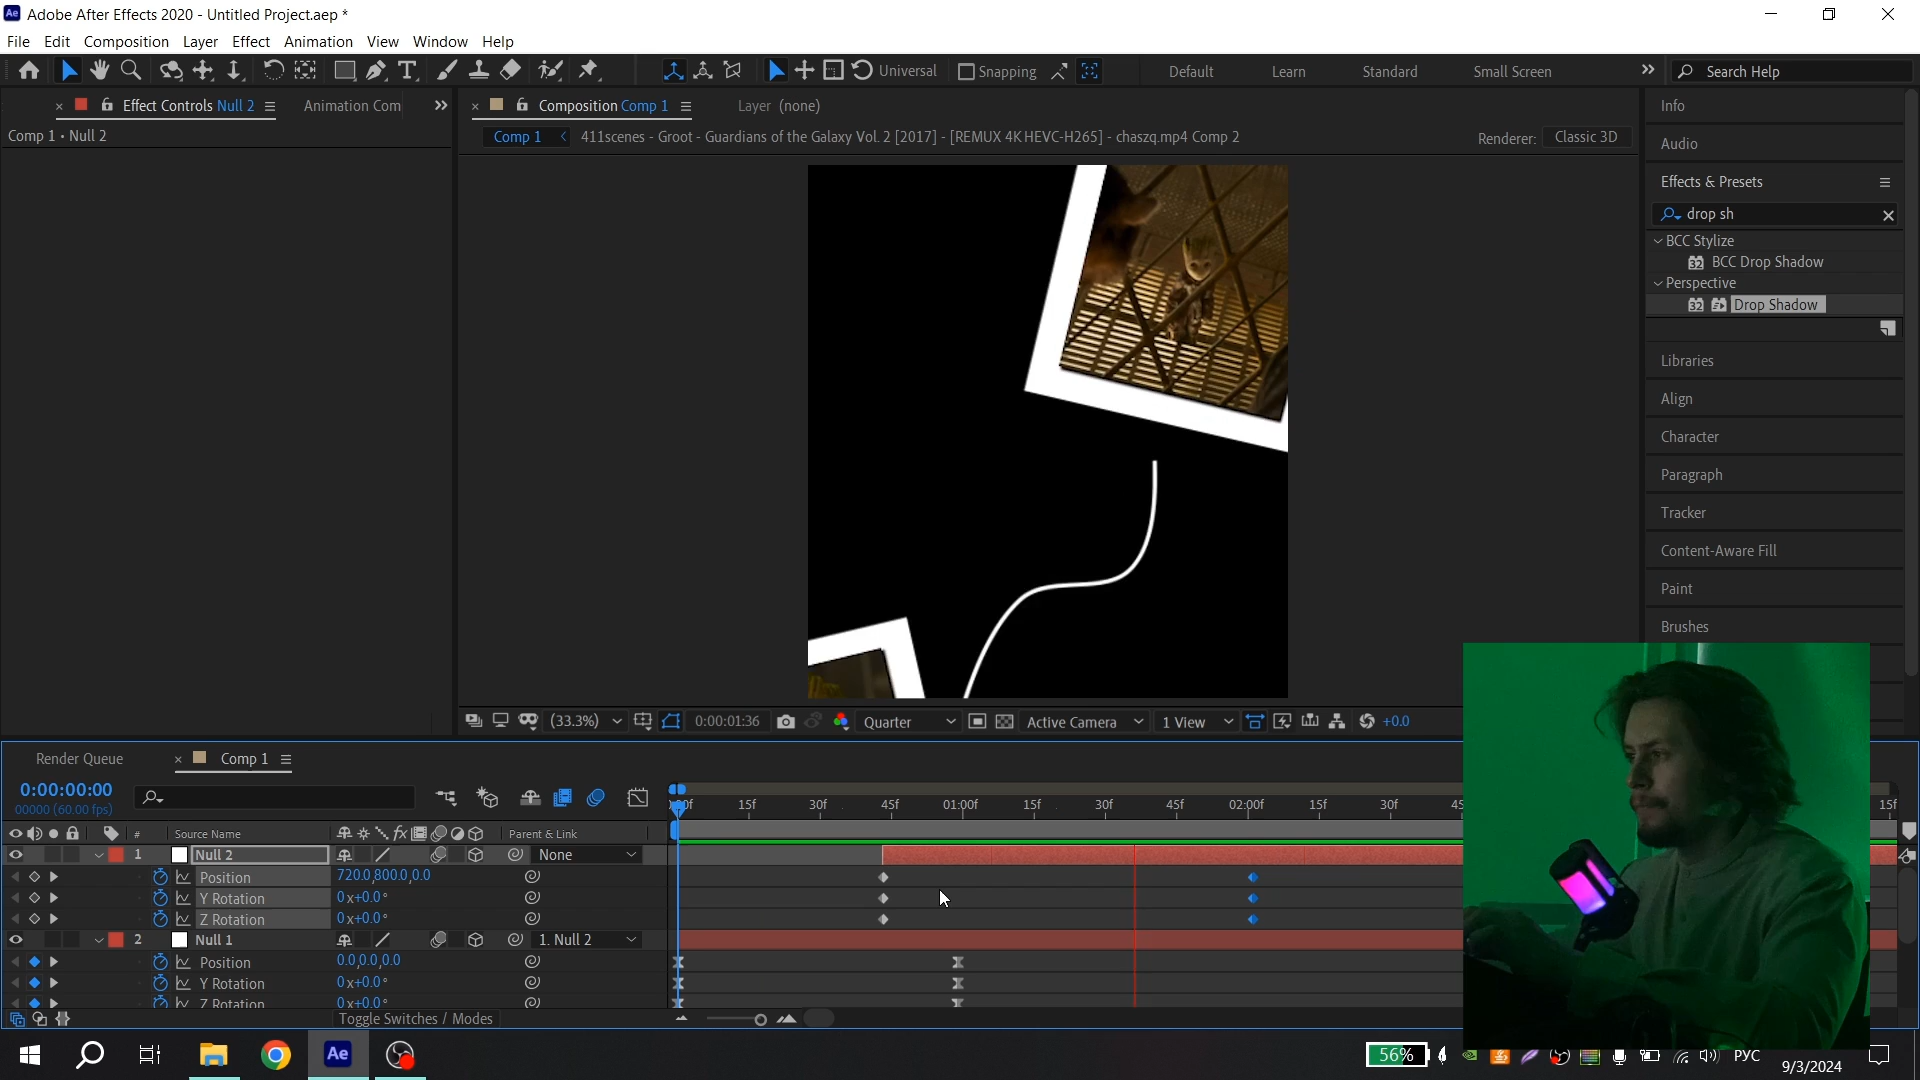 Ae Adobe After Effects 2020 - Untitled Project.aep *
File Edit Composition Layer Effect Animation View Window Help
Universal Snapping Default Learn Standard Small Screen Search Help
Effect Controls Null 2 Animation Com Composition Comp 1 Layer (none) Info
Comp 1 • Null 2
Comp 1 411scenes - Groot - Guardians of the Galaxy Vol. 2 [2017] - [REMUX 4K HEVC-H265] - chaszq.mp4 Comp 2
Renderer: Classic 3D
Audio
Effects & Presets
drop sh
BCC Stylize
32 BCC Drop Shadow
Perspective
32 Drop Shadow
Libraries
Align
Character
Paragraph
Tracker
Content-Aware Fill
Paint
Brushes
(33.3%) 0:00:01:36 Quarter Active Camera 1 View +0.0
Render Queue Comp 1
0:00:00:00
00000 (60.00 fps)
15f 30f 45f 01:00f 15f 30f 45f 02:00f 15f 30f 15f
# Source Name Parent & Link
1 Null 2 None
Position 720.0,800.0,0.0
Y Rotation 0x+0.0°
Z Rotation 0x+0.0°
2 Null 1 1. Null 2
Position 0.0,0.0,0.0
Y Rotation 0x+0.0°
Z Rotation 0x+0.0°
Toggle Switches / Modes
Ae 56% РУС
9/3/2024